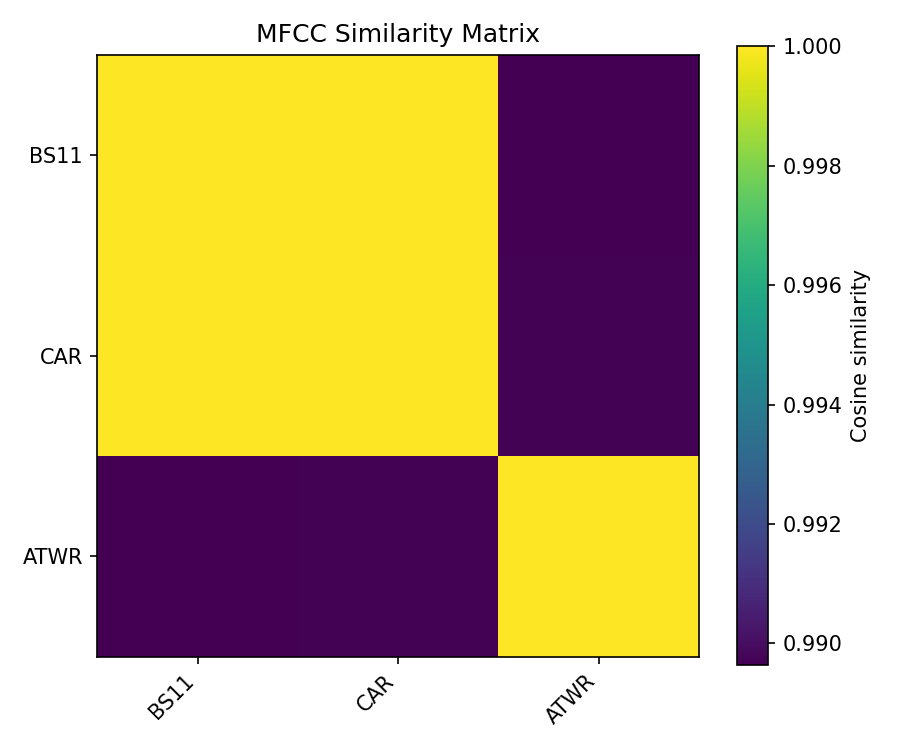 MFCC Similarity Matrix
BS11
CAR
ATWR
BS11
CAR
ATWR
1.000
0.998
0.996
0.994
0.992
0.990
Cosine similarity